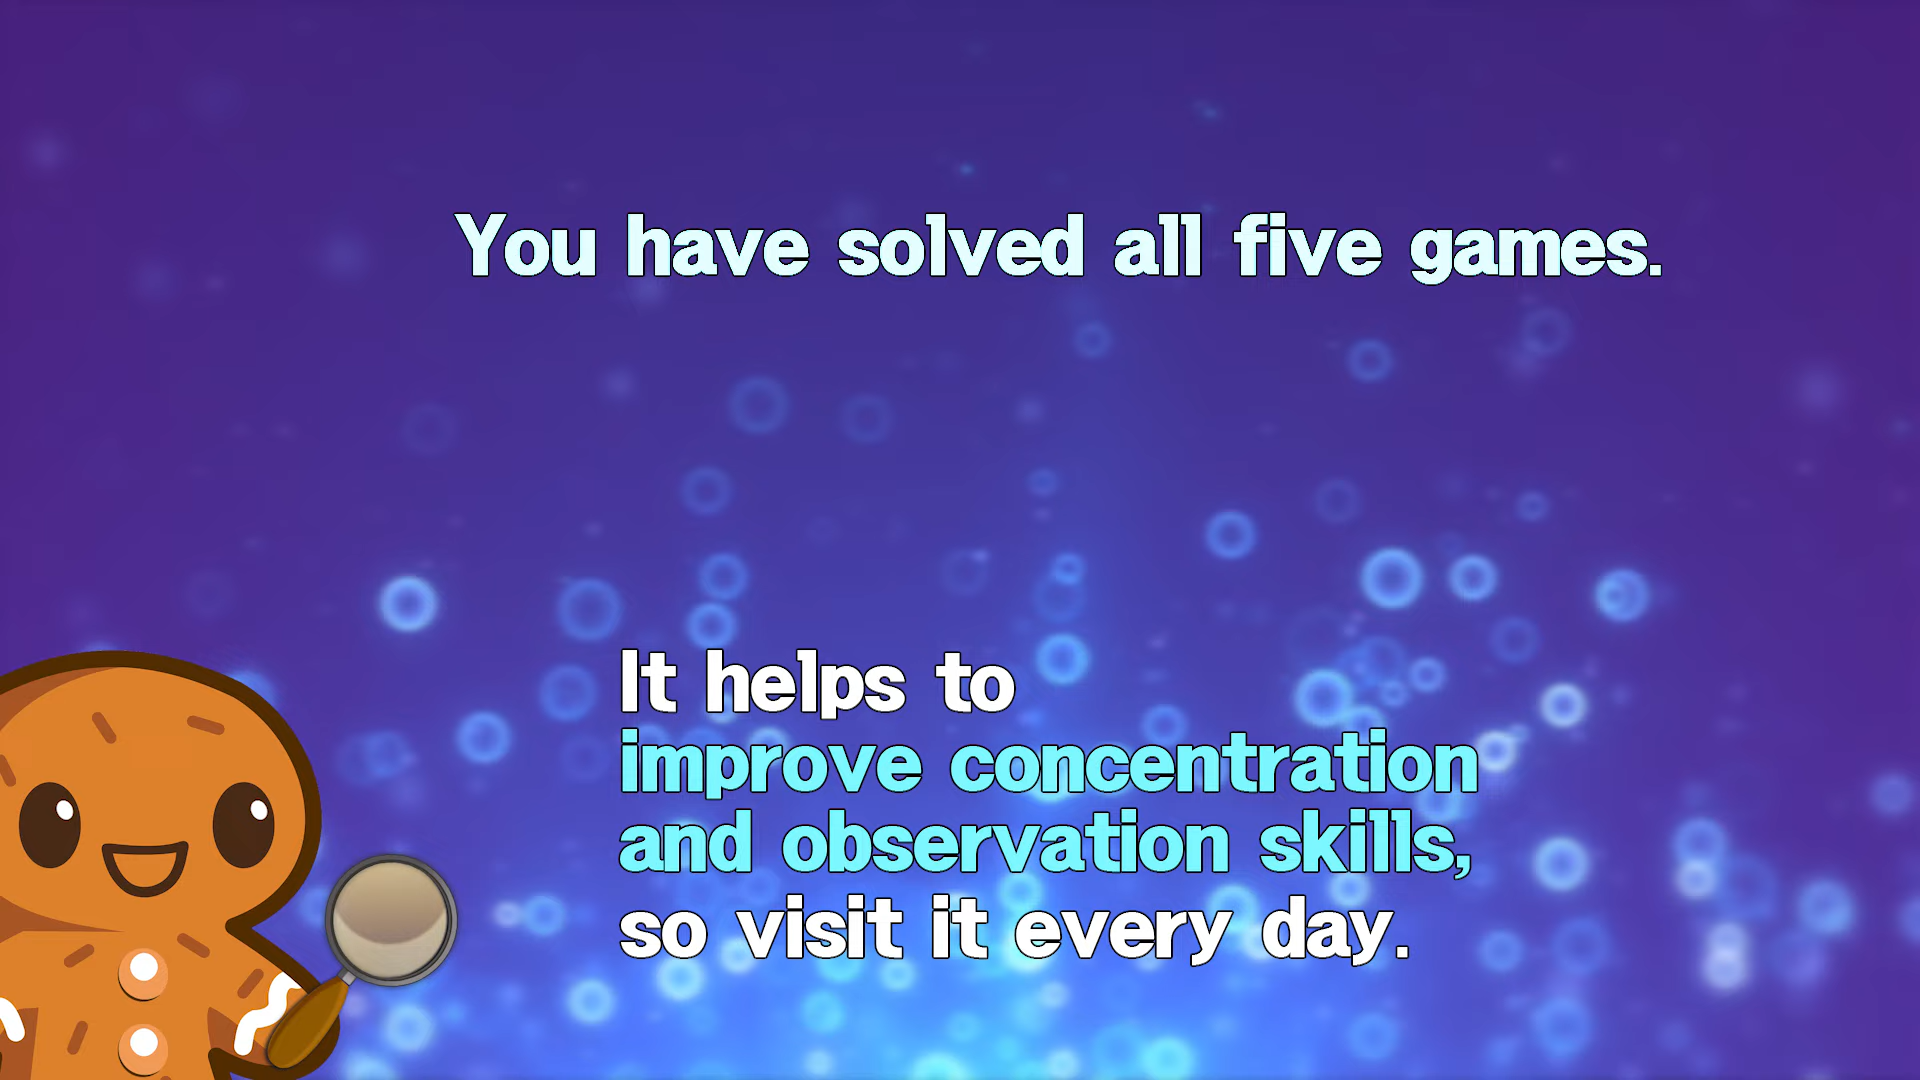 You have solved all five games.
It helps to
improve concentration
and observation skills,
so visit it every day.